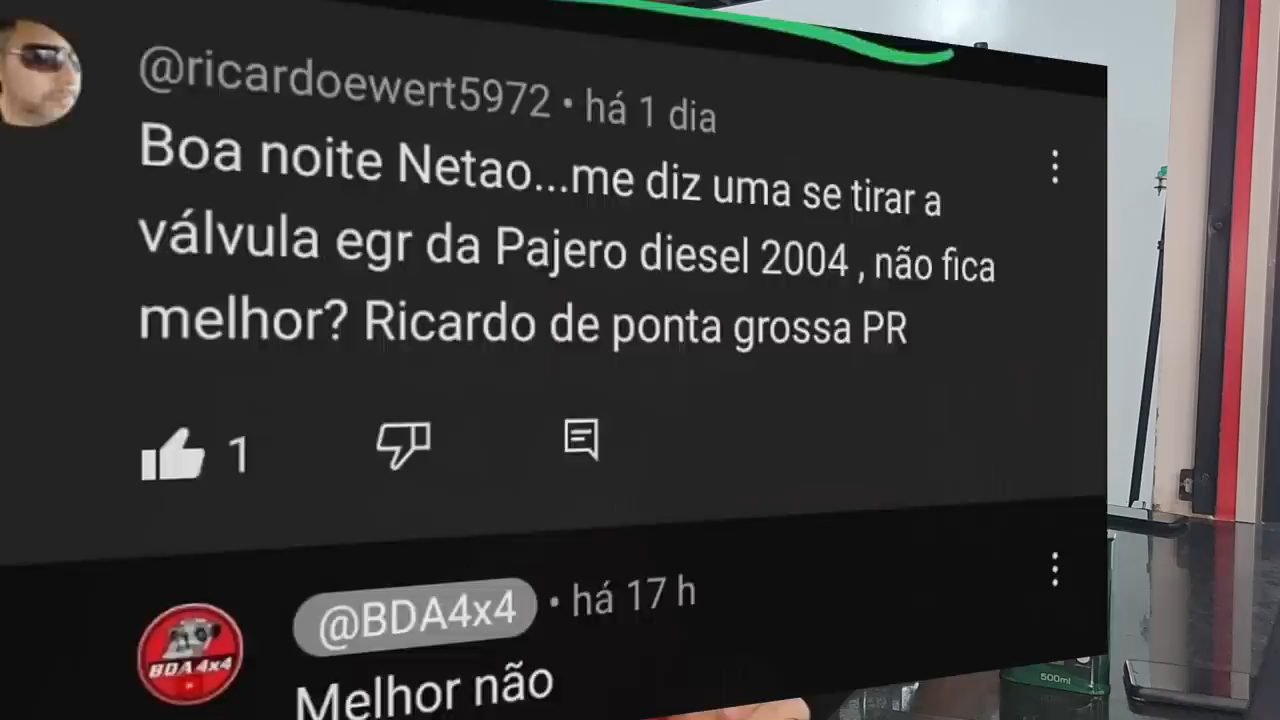 @ricardoewert5972 • há 1 dia
Boa noite Netao...me diz uma se tirar a
válvula egr da Pajero diesel 2004 , não fica
melhor? Ricardo de ponta grossa PR
1
@BDA4x4 • há 17 h
BDA 4x4
Melhor não
500ml